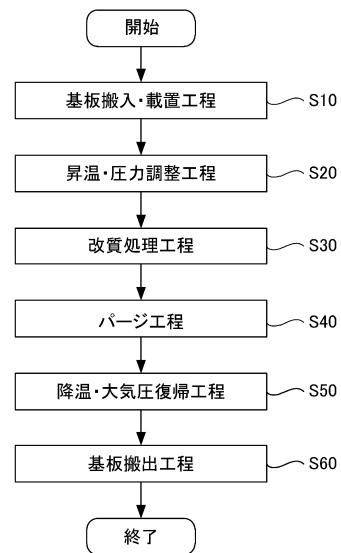 開始
基板搬入・載置工程 S10
昇温・圧力調整工程 S20
改質処理工程 S30
パージ工程 S40
降温・大気圧復帰工程 S50
基板搬出工程 S60
終了